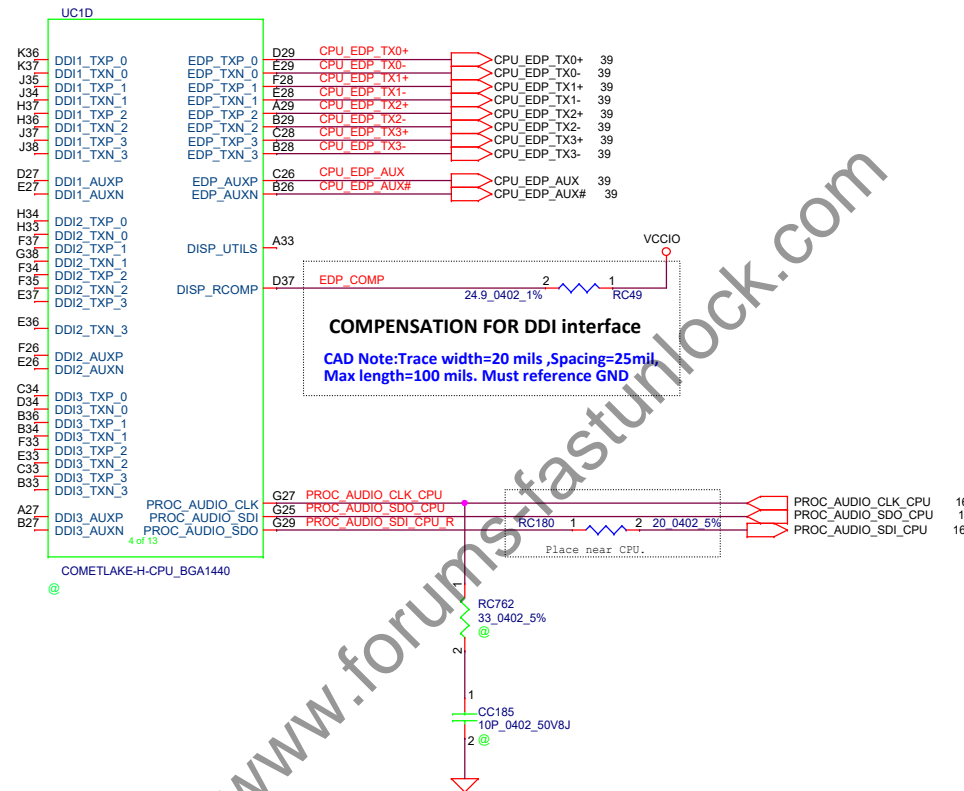 UC1D
K36 DDI1_TXP_0 EDP_TXP_0 D29 CPU_EDP_TX0+ CPU_EDP_TX0+ 39
K37 DDI1_TXN_0 EDP_TXN_0 E29 CPU_EDP_TX0- CPU_EDP_TX0- 39
J35 DDI1_TXP_1 EDP_TXP_1 F28 CPU_EDP_TX1+ CPU_EDP_TX1+ 39
J34 DDI1_TXN_1 EDP_TXN_1 E28 CPU_EDP_TX1- CPU_EDP_TX1- 39
H37 DDI1_TXP_2 EDP_TXP_2 A29 CPU_EDP_TX2+ CPU_EDP_TX2+ 39
H36 DDI1_TXN_2 EDP_TXN_2 B29 CPU_EDP_TX2- CPU_EDP_TX2- 39
J37 DDI1_TXP_3 EDP_TXP_3 C28 CPU_EDP_TX3+ CPU_EDP_TX3+ 39
J38 DDI1_TXN_3 EDP_TXN_3 B28 CPU_EDP_TX3- CPU_EDP_TX3- 39
D27 DDI1_AUXP EDP_AUXP C26 CPU_EDP_AUX CPU_EDP_AUX 39
E27 DDI1_AUXN EDP_AUXN B26 CPU_EDP_AUX# CPU_EDP_AUX# 39
H34 DDI2_TXP_0
H33 DDI2_TXN_0
F37 DDI2_TXP_1 DISP_UTILS A33
G38 DDI2_TXN_1
F34 DDI2_TXP_2
F35 DDI2_TXN_2 DISP_RCOMP D37 EDP_COMP 2 1 VCCIO
E37 DDI2_TXP_3 24.9_0402_1% RC49
E36 DDI2_TXN_3 COMPENSATION FOR DDI interface
F26 DDI2_AUXP CAD Note:Trace width=20 mils ,Spacing=25mil,
E26 DDI2_AUXN Max length=100 mils. Must reference GND
C34 DDI3_TXP_0
D34 DDI3_TXN_0
B36 DDI3_TXP_1
B34 DDI3_TXN_1
F33 DDI3_TXP_2
E33 DDI3_TXN_2
C33 DDI3_TXP_3
B33 DDI3_TXN_3
PROC_AUDIO_CLK G27 PROC_AUDIO_CLK_CPU PROC_AUDIO_CLK_CPU 16
A27 DDI3_AUXP PROC_AUDIO_SDI G25 PROC_AUDIO_SDO_CPU PROC_AUDIO_SDO_CPU 1
B27 DDI3_AUXN PROC_AUDIO_SDO G29 PROC_AUDIO_SDI_CPU_R RC180 1 2 20_0402_5% PROC_AUDIO_SDI_CPU 16
4 of 13
Place near CPU.
COMETLAKE-H-CPU_BGA1440
@
1
RC762
33_0402_5%
@
2
1
CC185
10P_0402_50V8J
2 @
www.forums-fastunlock.com